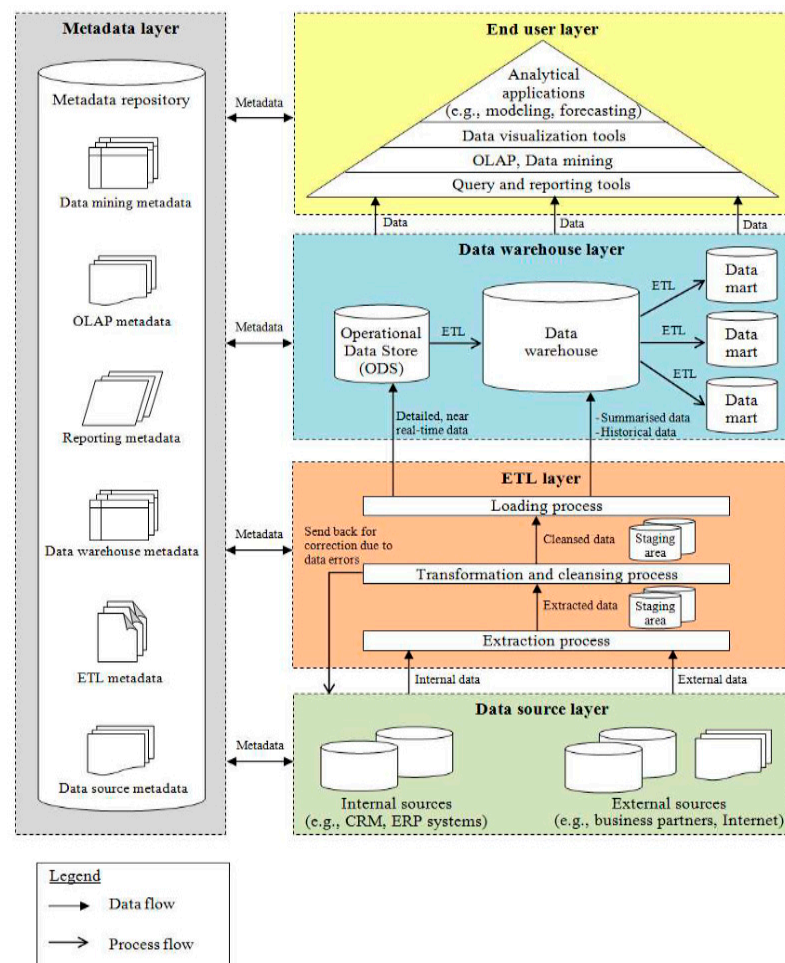 Metadata layer
Metadata repository
Data mining metadata
OLAP metadata
Reporting metadata
Data warehouse metadata
ETL metadata
Data source metadata
Metadata
Metadata
Metadata
Metadata
End user layer
Analytical
applications
(e.g., modeling, forecasting)
Data visualization tools
OLAP, Data mining
Query and reporting tools
Data
Data
Data
Data warehouse layer
Operational
Data Store
(ODS)
ETL
Data
warehouse
ETL
ETL
ETL
Data
mart
Data
mart
Data
mart
Detailed, near
real-time data
-Summarised data
-Historical data
ETL layer
Loading process
Send back for
correction due to
data errors
Cleansed data
Staging
area
Transformation and cleansing process
Extracted data
Staging
area
Extraction process
Internal data
External data
Data source layer
Internal sources
(e.g., CRM, ERP systems)
External sources
(e.g., business partners, Internet)
Legend
Data flow
Process flow